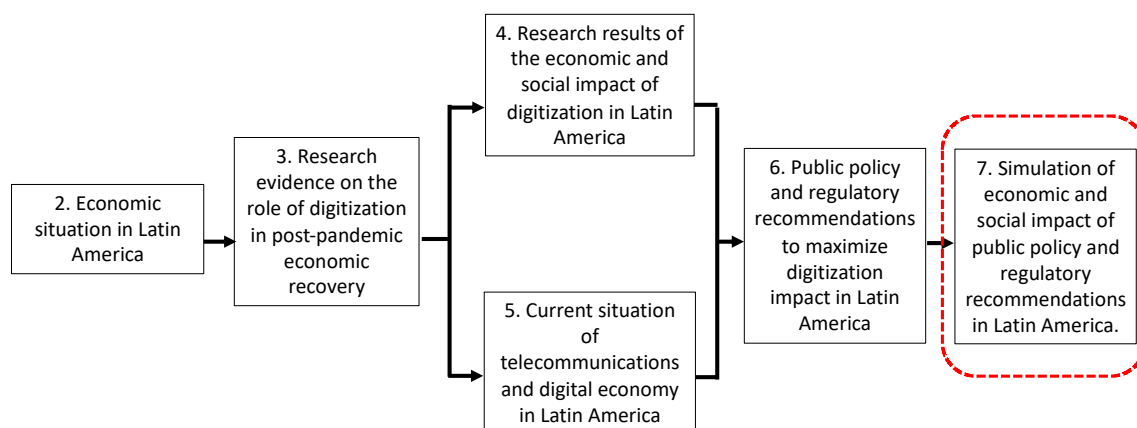 2. Economic
situation in Latin
America
3. Research
evidence on the
role of digitization
in post-pandemic
economic
recovery
4. Research results of
the economic and
social impact of
digitization in Latin
America
5. Current situation
of
telecommunications
and digital economy
in Latin America
6. Public policy
and regulatory
recommendations
to maximize
digitization
impact in Latin
America
7. Simulation of
economic and
social impact of
public policy and
regulatory
recommendations
in Latin America.